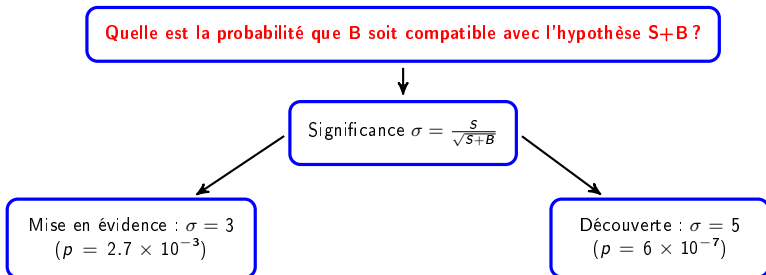 Quelle est la probabilité que B soit compatible avec l'hypothèse S+B ?
Significance σ = S/√(S+B)
Mise en évidence : σ = 3
(p = 2.7 × 10⁻³)
Découverte : σ = 5
(p = 6 × 10⁻⁷)